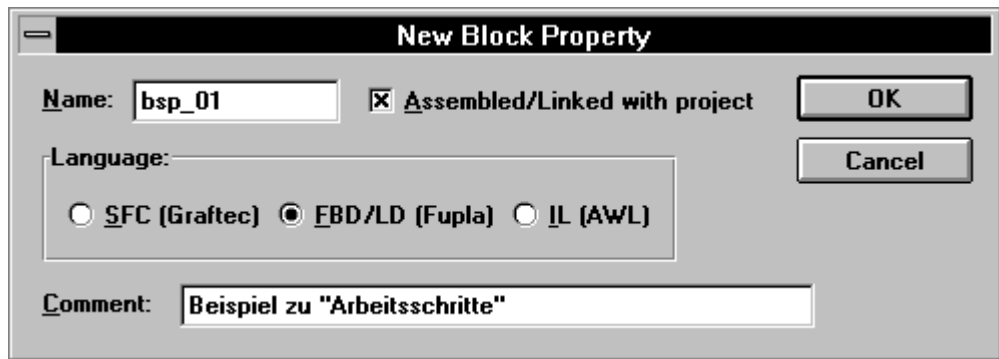 New Block Property
Name: bsp_01 Assembled/Linked with project OK
Cancel
Language:
SFC (Graftec) FBD/LD (Fupla) IL (AWL)
Comment: Beispiel zu "Arbeitsschritte"